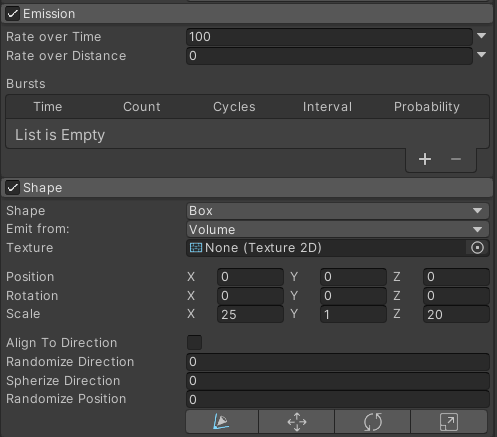 Emission
Rate over Time 100
Rate over Distance 0
Bursts
Time Count Cycles Interval Probability
List is Empty
Shape
Shape Box
Emit from: Volume
Texture None (Texture 2D)
Position X 0 Y 0 Z 0
Rotation X 0 Y 0 Z 0
Scale X 25 Y 1 Z 20
Align To Direction
Randomize Direction 0
Spherize Direction 0
Randomize Position 0